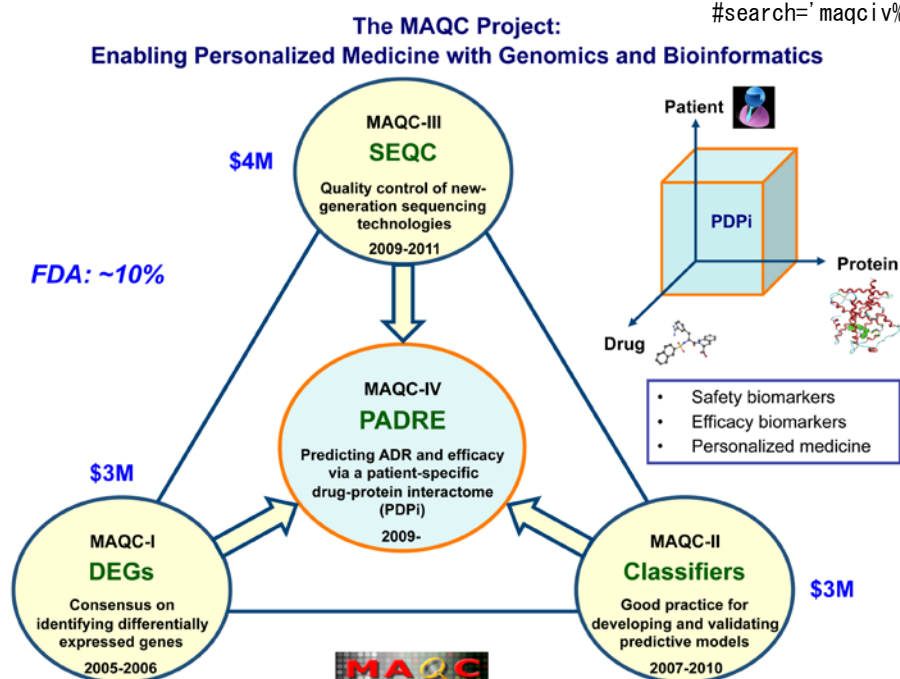 #search='maqciv%
The MAQC Project:
Enabling Personalized Medicine with Genomics and Bioinformatics
MAQC-III
SEQC
Quality control of new-
generation sequencing
technologies
2009-2011
$4M
FDA: ~10%
Patient
PDPi
Protein
Drug
• Safety biomarkers
• Efficacy biomarkers
• Personalized medicine
MAQC-IV
PADRE
Predicting ADR and efficacy
via a patient-specific
drug-protein interactome
(PDPi)
2009-
$3M
MAQC-I
DEGs
Consensus on
identifying differentially
expressed genes
2005-2006
MAQC-II
Classifiers
Good practice for
developing and validating
predictive models
2007-2010
$3M
MAQC